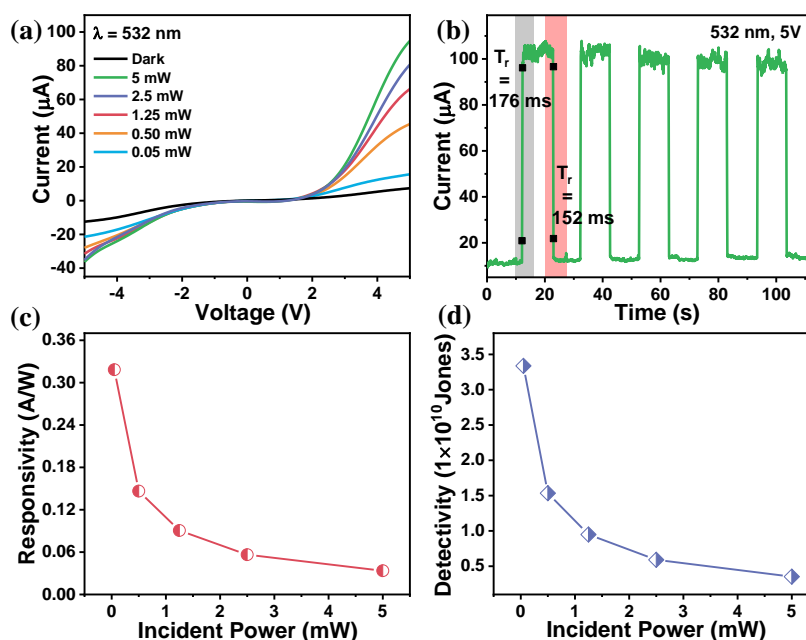 (a)
λ = 532 nm
Dark
5 mW
2.5 mW
1.25 mW
0.50 mW
0.05 mW
100
80
60
40
20
0
-20
-40
Current (μA)
-4 -2 0 2 4
Voltage (V)
(b)
532 nm, 5V
T_r
=
176 ms
T_r
=
152 ms
100
80
60
40
20
Current (μA)
0 20 40 60 80 100
Time (s)
(c)
0.36
0.30
0.24
0.18
0.12
0.06
0.00
Responsivity (A/W)
0 1 2 3 4 5
Incident Power (mW)
(d)
3.5
3.0
2.5
2.0
1.5
1.0
0.5
Detectivity (1×10¹⁰Jones)
0 1 2 3 4 5
Incident Power (mW)